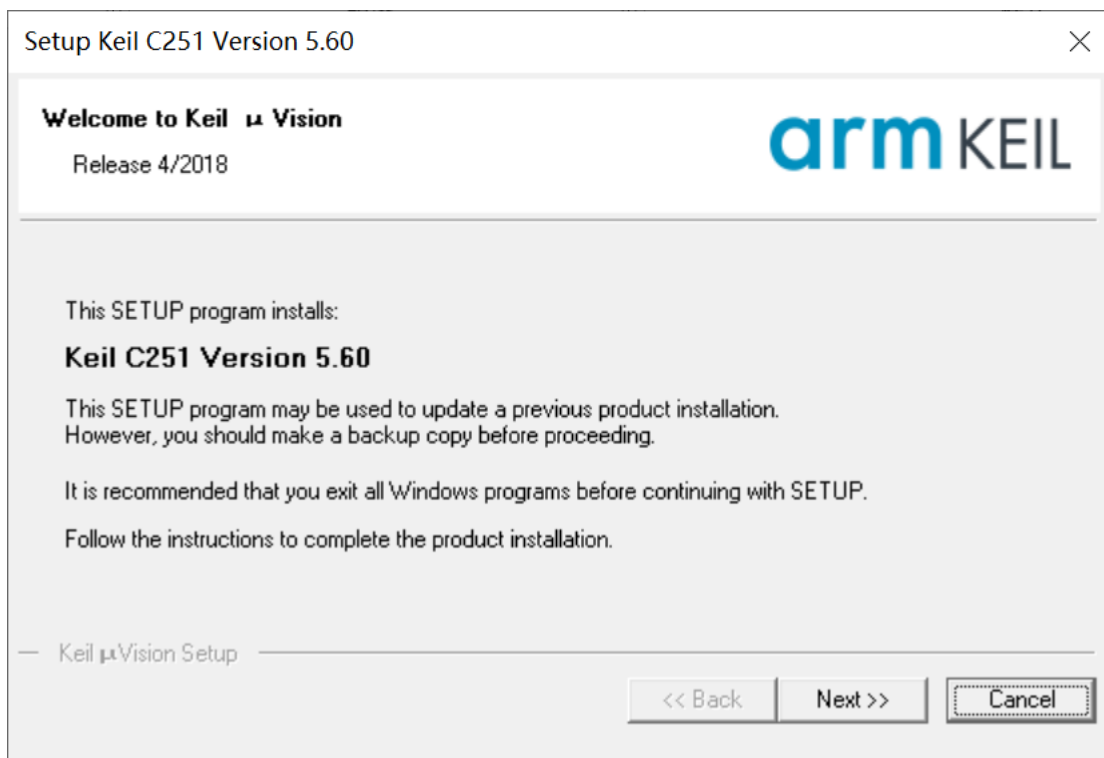 Setup Keil C251 Version 5.60
Welcome to Keil μ Vision
Release 4/2018
arm KEIL
This SETUP program installs:
Keil C251 Version 5.60
This SETUP program may be used to update a previous product installation.
However, you should make a backup copy before proceeding.
It is recommended that you exit all Windows programs before continuing with SETUP.
Follow the instructions to complete the product installation.
Keil μVision Setup
<< Back
Next >>
Cancel